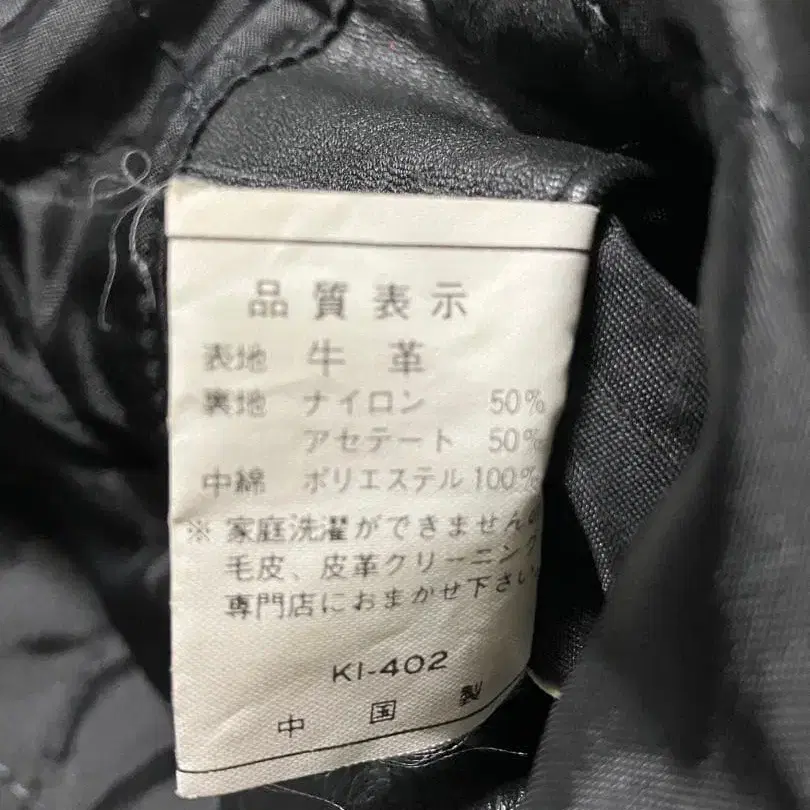 品質表示
表地 牛革
裏地 ナイロン 50%
アセテート 50%
中綿 ポリエステル 100%
※ 家庭洗濯ができませんの
毛皮、皮革クリーニング
専門店におまかせ下さい。
KI-402
中国製